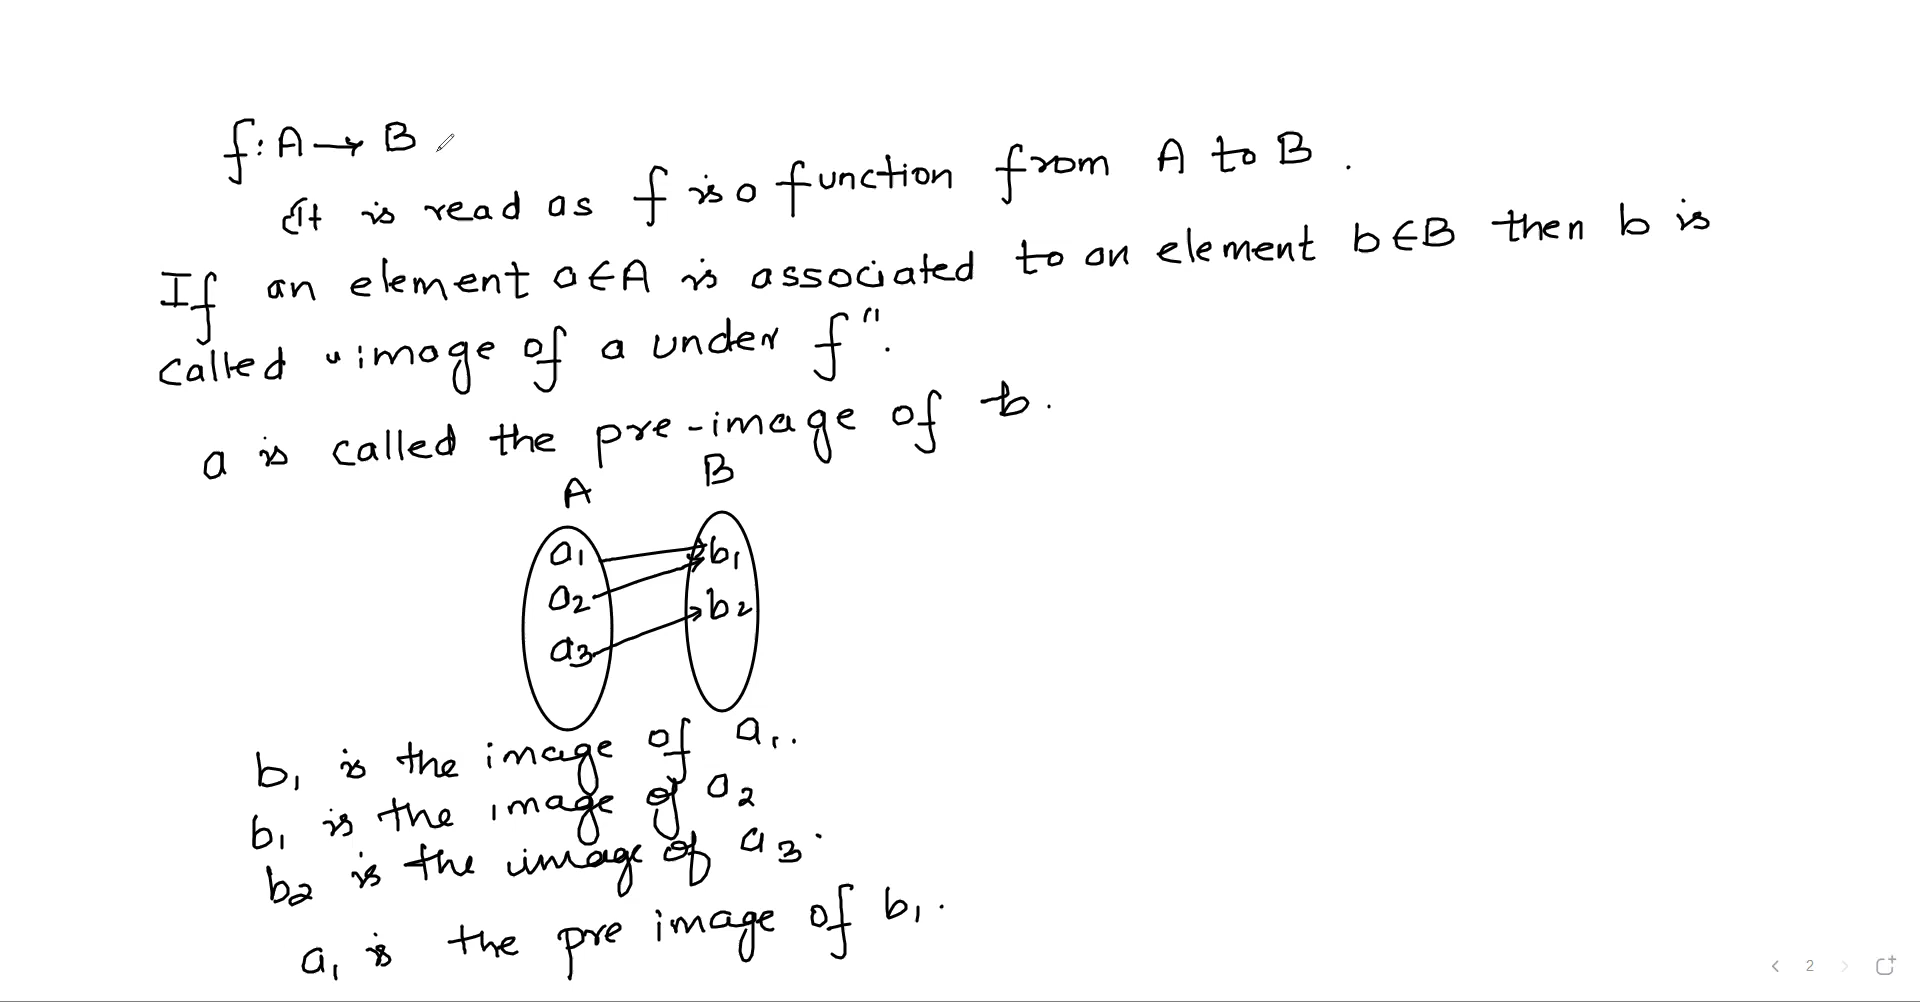 f: A → B
It is read as f is a function from A to B.
If an element a∈A is associated to an element b∈B then b is
called "image of a under f".
a is called the pre-image of b.
A B
a₁ b₁
a₂ b₂
a₃
b₁ is the image of a₁.
b₁ is the image of a₂
b₂ is the image of a₃.
a₁ is the pre image of b₁.
2